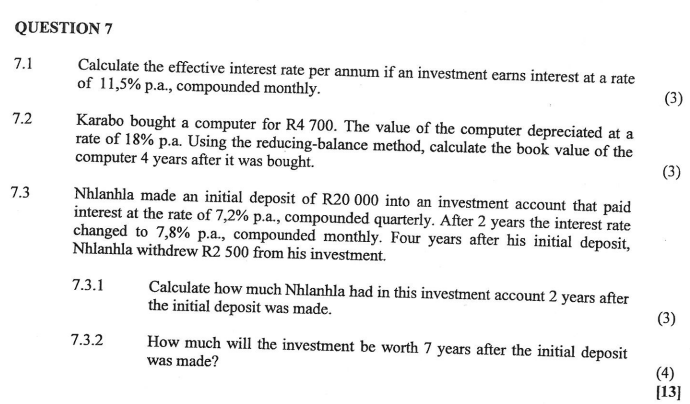 QUESTION 7
7.1 Calculate the effective interest rate per annum if an investment earns interest at a rate
of 11,5% p.a., compounded monthly.
(3)
7.2 Karabo bought a computer for R4 700. The value of the computer depreciated at a
rate of 18% p.a. Using the reducing-balance method, calculate the book value of the
computer 4 years after it was bought.
(3)
7.3 Nhlanhla made an initial deposit of R20 000 into an investment account that paid
interest at the rate of 7,2% p.a., compounded quarterly. After 2 years the interest rate
changed to 7,8% p.a., compounded monthly. Four years after his initial deposit,
Nhlanhla withdrew R2 500 from his investment.
7.3.1 Calculate how much Nhlanhla had in this investment account 2 years after
the initial deposit was made.
(3)
7.3.2 How much will the investment be worth 7 years after the initial deposit
was made?
(4)
[13]